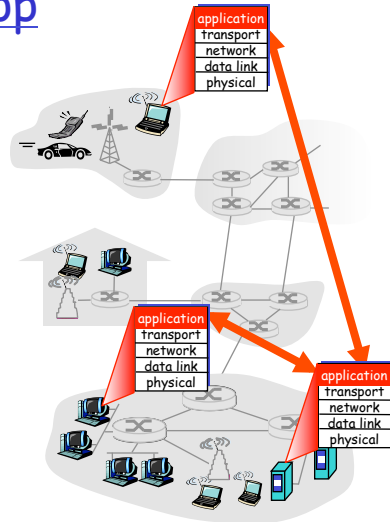 pp
application
transport
network
data link
physical
application
transport
network
data link
physical
application
transport
network
data link
physical